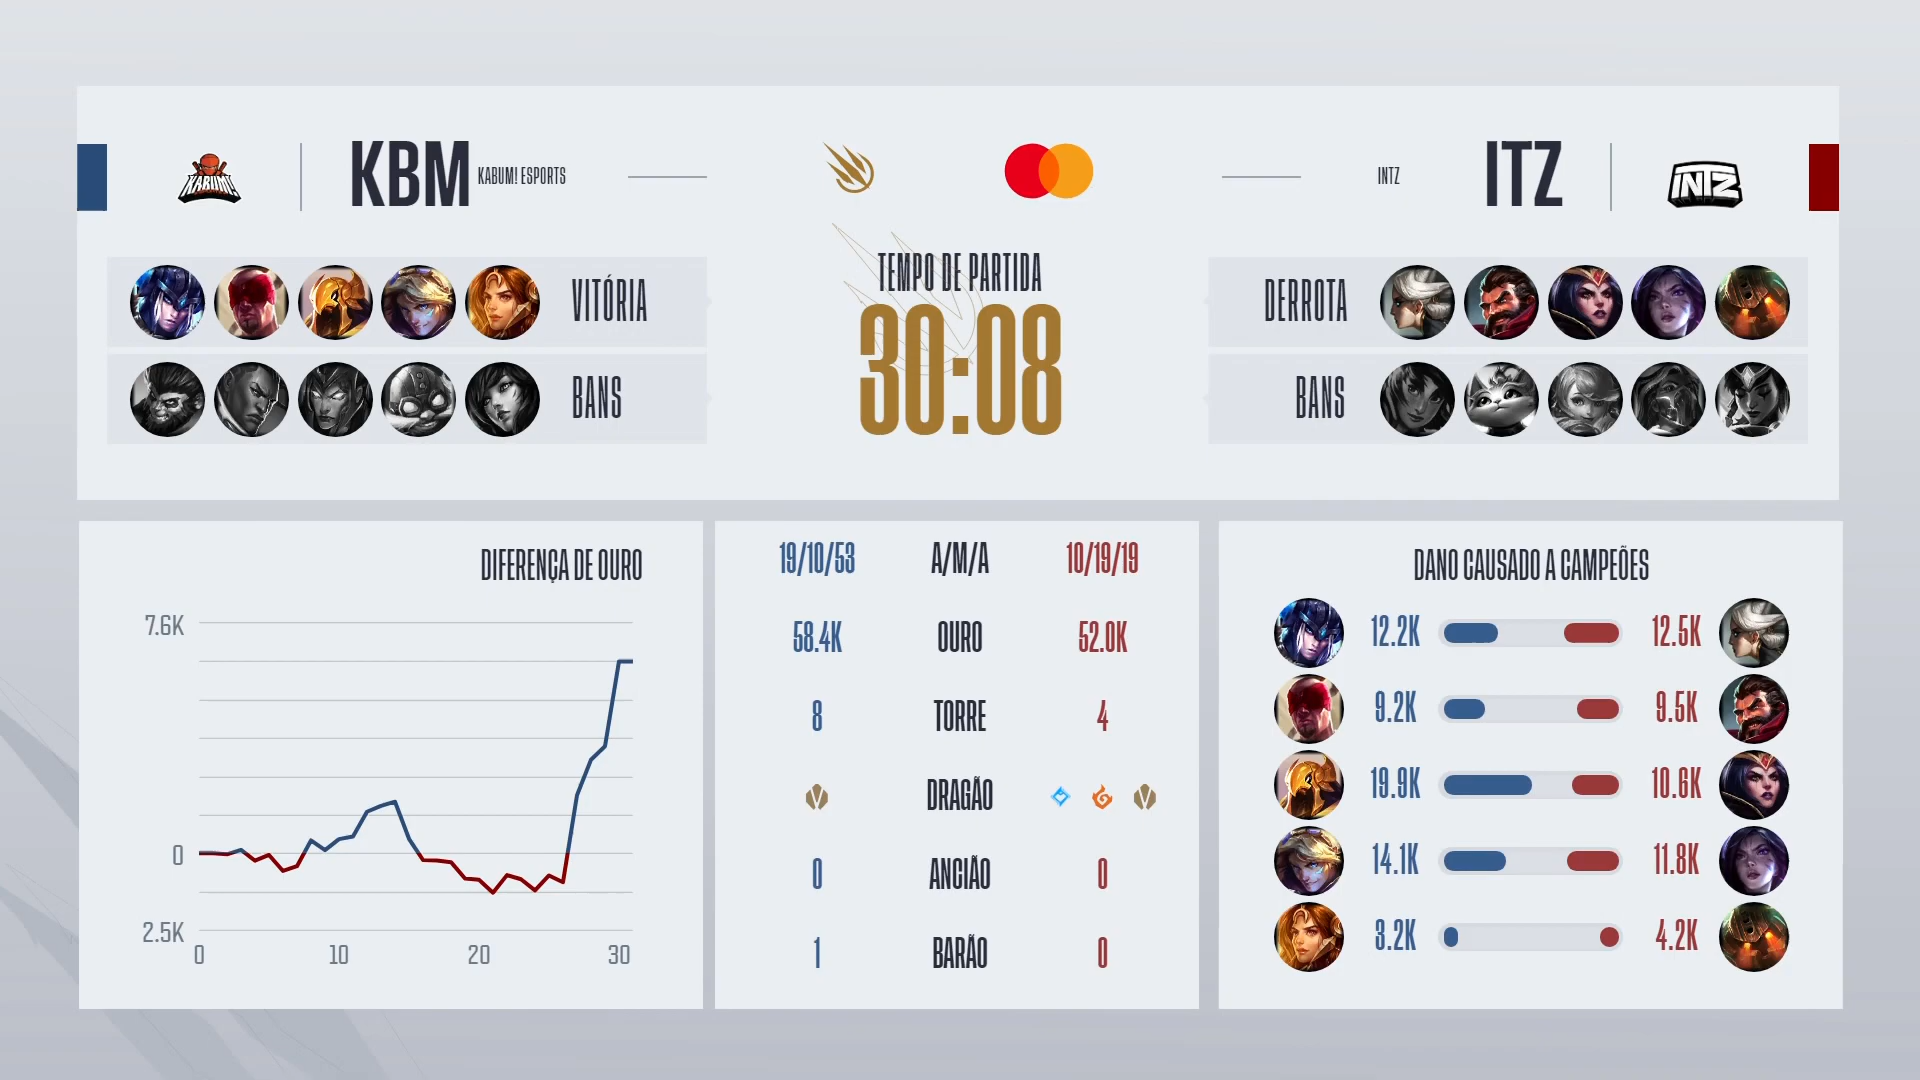 KABUM!
KBM KABUM! ESPORTS
INTZ ITZ
INTZ
VITÓRIA
BANS
TEMPO DE PARTIDA
30:08
DERROTA
BANS
DIFERENÇA DE OURO
7.6K
0
2.5K
0 10 20 30
19/10/53 A/M/A 10/19/19
58.4K OURO 52.0K
8 TORRE 4
DRAGÃO
0 ANCIÃO 0
1 BARÃO 0
DANO CAUSADO A CAMPEÕES
12.2K 12.5K
9.2K 9.5K
19.9K 10.6K
14.1K 11.8K
3.2K 4.2K